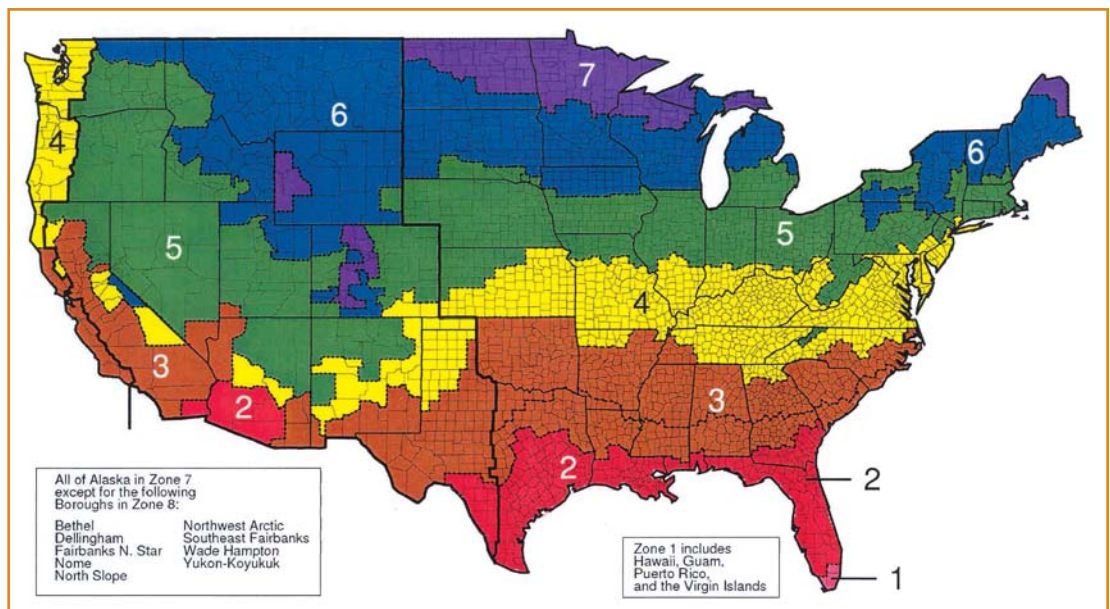 7
6
4
6
5
5
4
3
3
2
2
2
1
All of Alaska in Zone 7
except for the following
Boroughs in Zone 8:
Bethel Northwest Arctic
Dellingham Southeast Fairbanks
Fairbanks N. Star Wade Hampton
Nome Yukon-Koyukuk
North Slope
Zone 1 includes
Hawaii, Guam,
Puerto Rico,
and the Virgin Islands